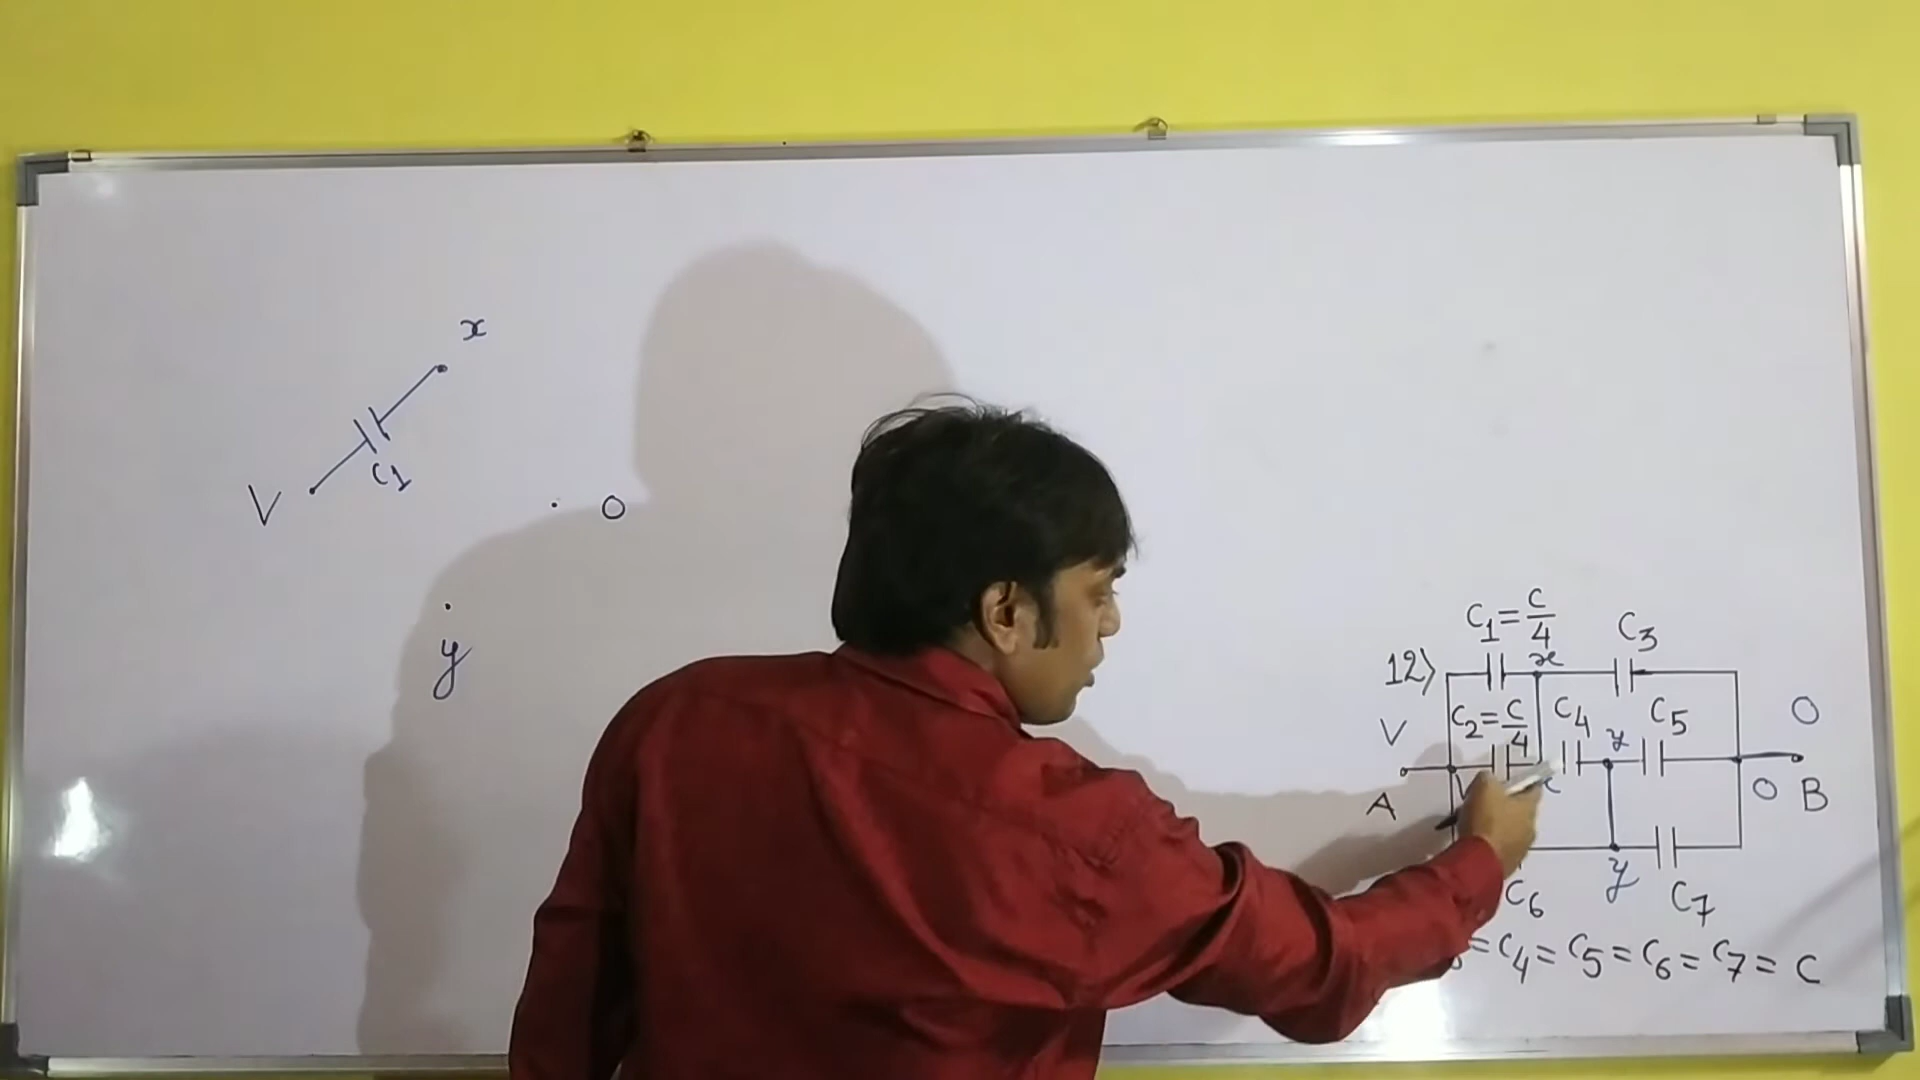 x
C1
V
O
y
12)
C1 = C/4
C3
x
C2 = C/4
C4
C5
V
y
O
A
O
B
C6
y
C7
= C4 = C5 = C6 = C7 = C